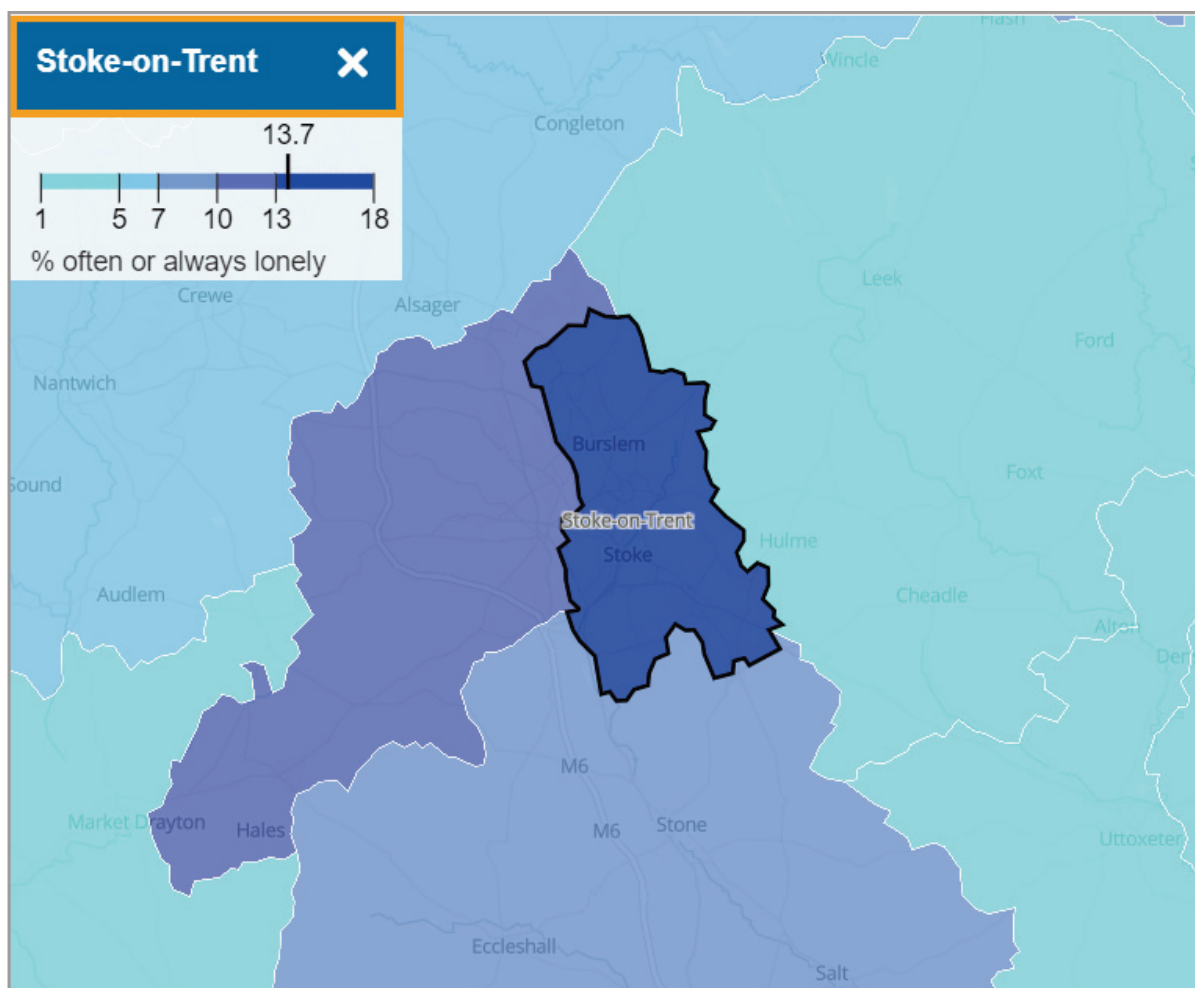 Stoke-on-Trent
13.7
1 5 7 10 13 18
% often or always lonely
Flash
Wincle
Congleton
Leek
Crewe
Alsager
Ford
Nantwich
Burslem
Foxt
Sound
Stoke-on-Trent
Hulme
Stoke
Audlem
Cheadle
Alton
M6
Market Drayton
Hales
M6
Stone
Uttoxeter
Eccleshall
Salt